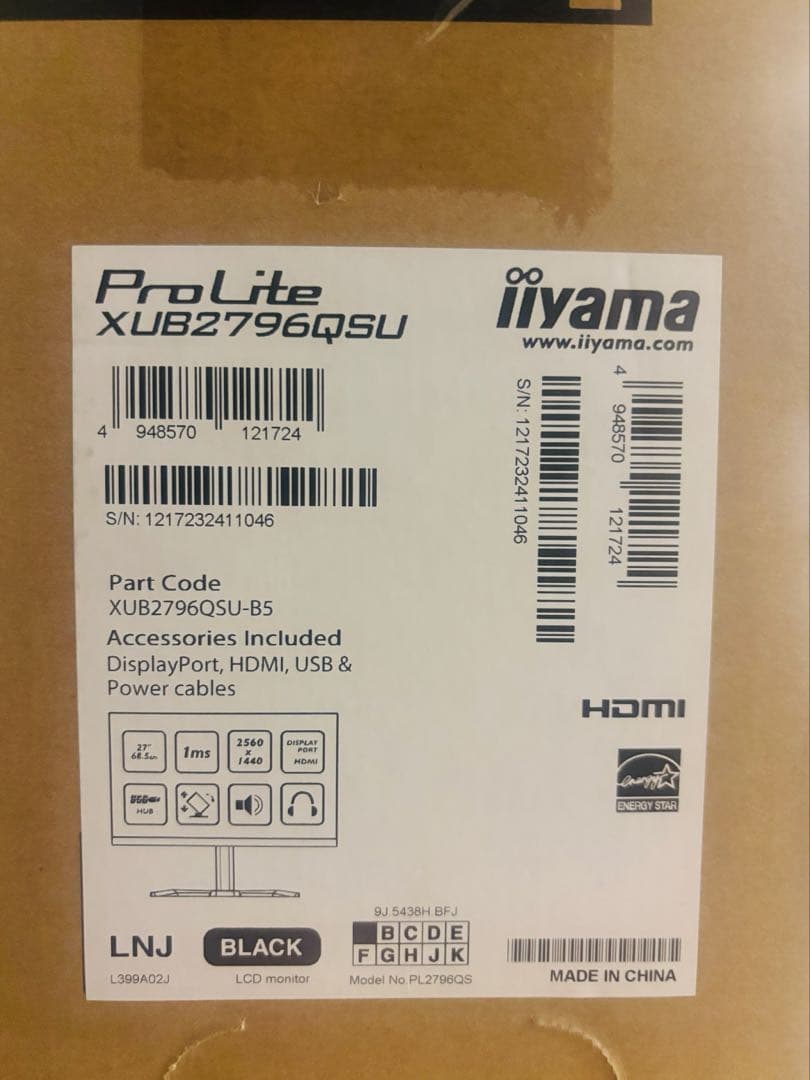 ProLite
XUB2796QSU
iiyama
www.iiyama.com
4 948570 121724
S/N: 1217232411046
S/N: 1217232411046
4 948570 121724
Part Code
XUB2796QSU-B5
Accessories Included
DisplayPort, HDMI, USB &
Power cables
HDMI
27"
68.5cm
1ms
2560
x
1440
DISPLAY
PORT
HDMI
USB
HUB
energy
ENERGY STAR
9J.5438H.BFJ
LNJ
BLACK
B C D E
F G H J K
L399A02J
LCD monitor
Model No.PL2796QS
MADE IN CHINA